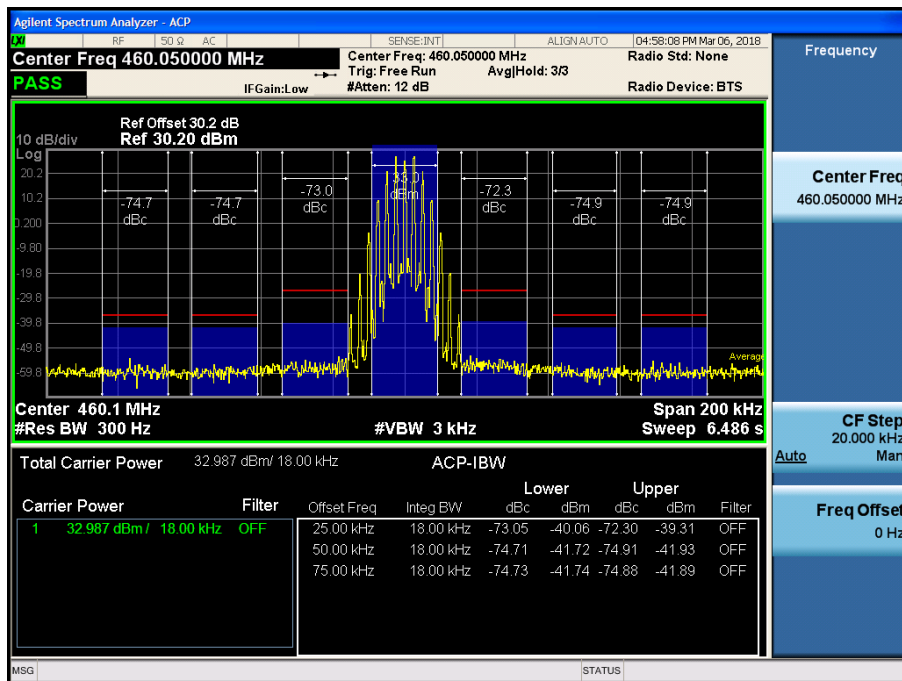 Agilent Spectrum Analyzer - ACP
LXI RF 50 Ω AC SENSE:INT ALIGN AUTO 04:58:08 PM Mar 06, 2018
Center Freq 460.050000 MHz
Center Freq: 460.050000 MHz Radio Std: None
Trig: Free Run Avg|Hold: 3/3
PASS IFGain:Low #Atten: 12 dB Radio Device: BTS
Ref Offset 30.2 dB
10 dB/div Ref 30.20 dBm
Log
20.2
10.2
0.200
-9.80
-19.8
-29.8
-39.8
-49.8
-59.8
-74.7 dBc
-74.7 dBc
-73.0 dBc
33.0 dBm
-72.3 dBc
-74.9 dBc
-74.9 dBc
Average
Center 460.1 MHz Span 200 kHz
#Res BW 300 Hz #VBW 3 kHz Sweep 6.486 s
Total Carrier Power 32.987 dBm/ 18.00 kHz ACP-IBW
Lower Upper
Carrier Power Filter Offset Freq Integ BW dBc dBm dBc dBm Filter
1 32.987 dBm / 18.00 kHz OFF 25.00 kHz 18.00 kHz -73.05 -40.06 -72.30 -39.31 OFF
50.00 kHz 18.00 kHz -74.71 -41.72 -74.91 -41.93 OFF
75.00 kHz 18.00 kHz -74.73 -41.74 -74.88 -41.89 OFF
MSG STATUS
Frequency
Center Freq
460.050000 MHz
CF Step
20.000 kHz
Auto Man
Freq Offset
0 Hz